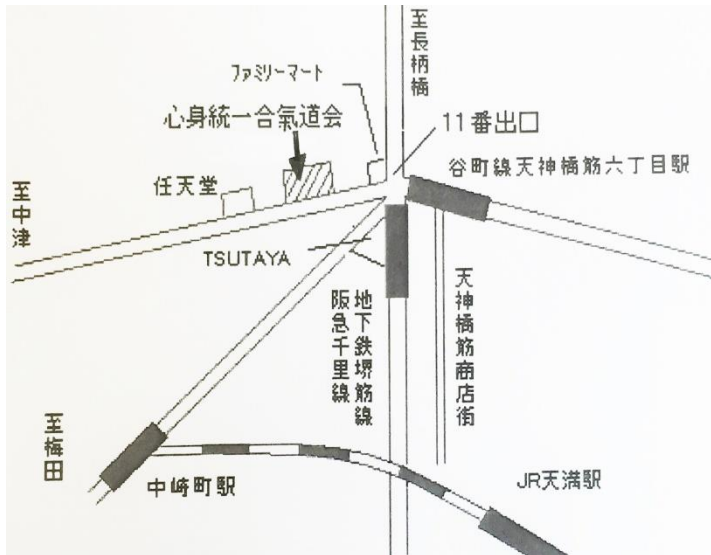 至長柄橋
ファミリーマート
心身統一合氣道会
11番出口
谷町線天神橋筋六丁目駅
任天堂
至中津
TSUTAYA
地下鉄堺筋線
阪急千里線
天神橋筋商店街
至梅田
中崎町駅
JR天満駅